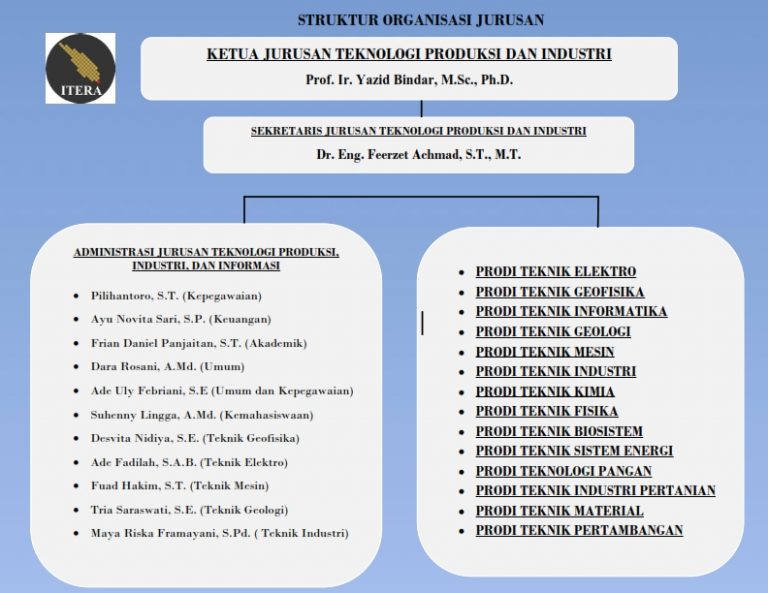 STRUKTUR ORGANISASI JURUSAN
ITERA
KETUA JURUSAN TEKNOLOGI PRODUKSI DAN INDUSTRI
Prof. Ir. Yazid Bindar, M.Sc., Ph.D.
SEKRETARIS JURUSAN TEKNOLOGI PRODUKSI DAN INDUSTRI
Dr. Eng. Feerzet Achmad, S.T., M.T.
ADMINISTRASI JURUSAN TEKNOLOGI PRODUKSI,
INDUSTRI, DAN INFORMASI
• Pilihantoro, S.T. (Kepegawaian)
• Ayu Novita Sari, S.P. (Keuangan)
• Frian Daniel Panjaitan, S.T. (Akademik)
• Dara Rosani, A.Md. (Umum)
• Ade Uly Febriani, S.E (Umum dan Kepegawaian)
• Suhenny Lingga, A.Md. (Kemahasiswaan)
• Desvita Nidiya, S.E. (Teknik Geofisika)
• Ade Fadilah, S.A.B. (Teknik Elektro)
• Fuad Hakim, S.T. (Teknik Mesin)
• Tria Saraswati, S.E. (Teknik Geologi)
• Maya Riska Framayani, S.Pd. ( Teknik Industri)
• PRODI TEKNIK ELEKTRO
• PRODI TEKNIK GEOFISIKA
• PRODI TEKNIK INFORMATIKA
• PRODI TEKNIK GEOLOGI
• PRODI TEKNIK MESIN
• PRODI TEKNIK INDUSTRI
• PRODI TEKNIK KIMIA
• PRODI TEKNIK FISIKA
• PRODI TEKNIK BIOSISTEM
• PRODI TEKNIK SISTEM ENERGI
• PRODI TEKNOLOGI PANGAN
• PRODI TEKNIK INDUSTRI PERTANIAN
• PRODI TEKNIK MATERIAL
• PRODI TEKNIK PERTAMBANGAN